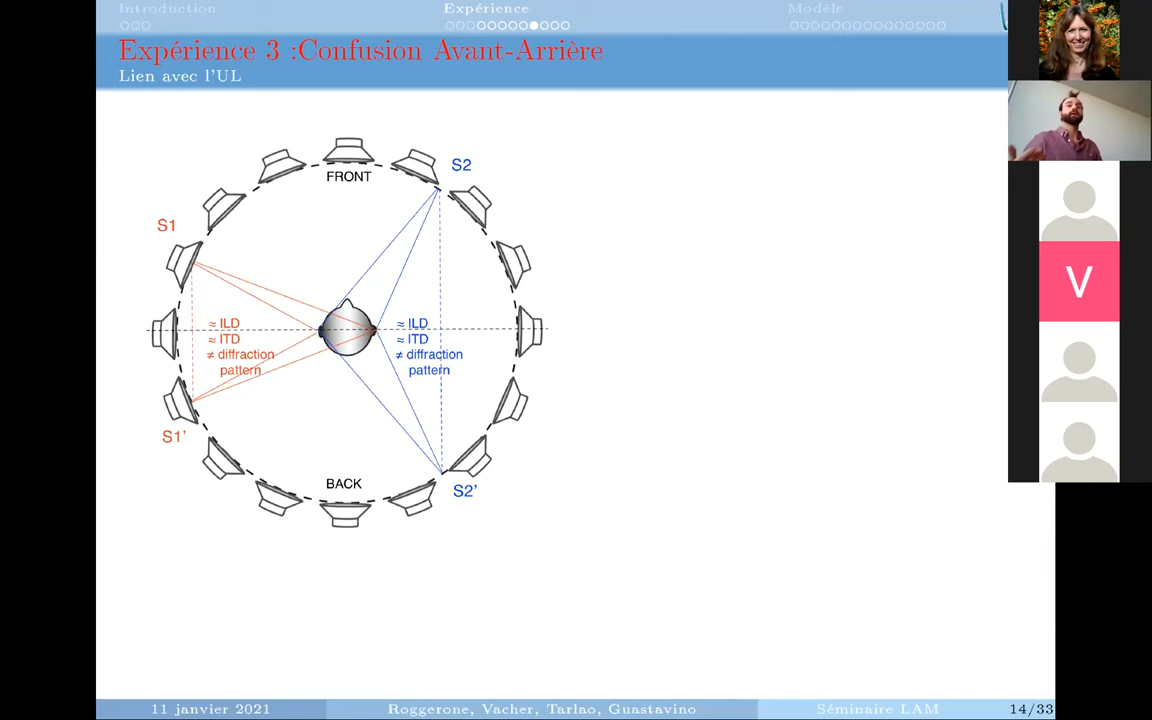 Introduction
Expérience
Modèle
Expérience 3 :Confusion Avant-Arrière
Lien avec l'UL
S2
FRONT
S1
≈ ILD
≈ ITD
≠ diffraction
pattern
≈ ILD
≈ ITD
≠ diffraction
pattern
S1'
BACK
S2'
V
11 janvier 2021
Roggerone, Vacher, Tarlao, Guastavino
Séminaire LAM
14/33